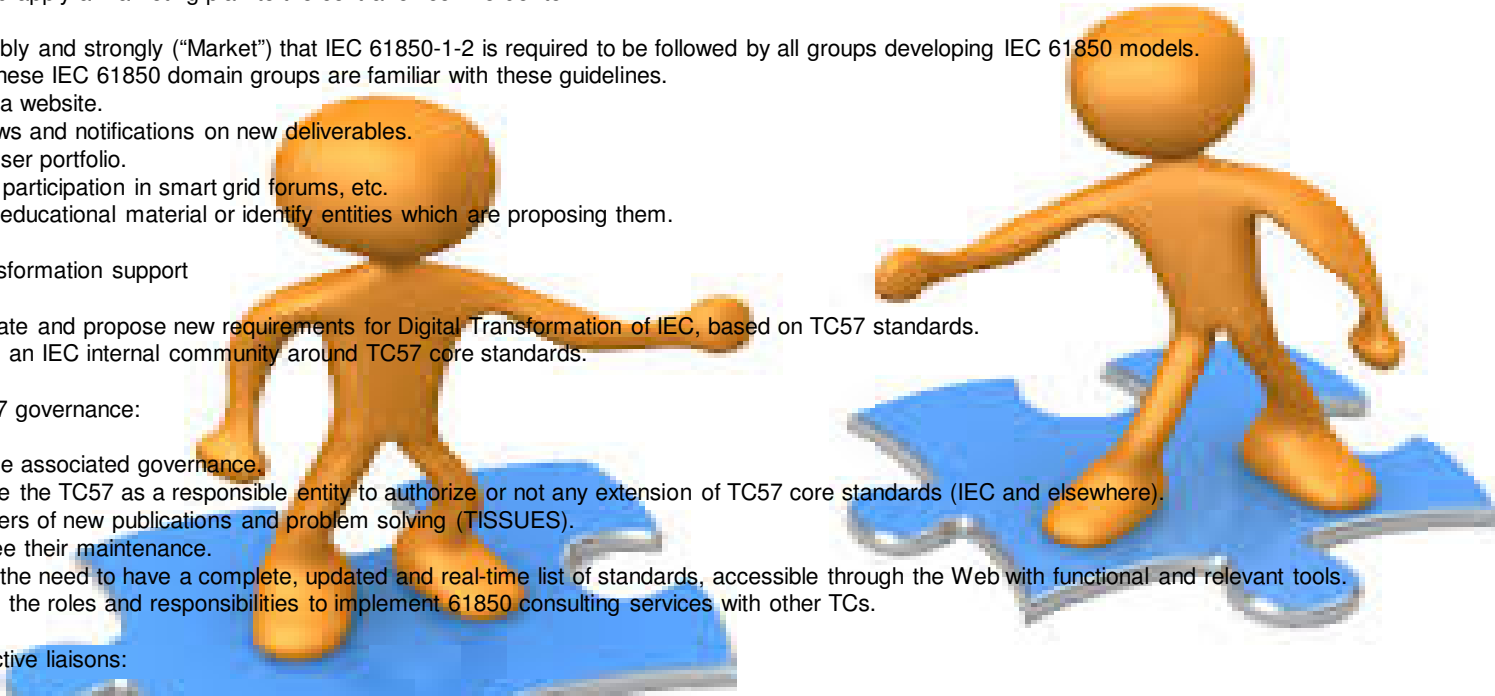 bly and strongly (“Market”) that IEC 61850-1-2 is required to be followed by all groups developing IEC 61850 models.
hese IEC 61850 domain groups are familiar with these guidelines.
a website.
ws and notifications on new deliverables.
ser portfolio.
participation in smart grid forums, etc.
educational material or identify entities which are proposing them.
sformation support
ate and propose new requirements for Digital Transformation of IEC, based on TC57 standards.
an IEC internal community around TC57 core standards.
7 governance:
e associated governance.
e the TC57 as a responsible entity to authorize or not any extension of TC57 core standards (IEC and elsewhere).
ers of new publications and problem solving (TISSUES).
ee their maintenance.
the need to have a complete, updated and real-time list of standards, accessible through the Web with functional and relevant tools.
the roles and responsibilities to implement 61850 consulting services with other TCs.
ctive liaisons: